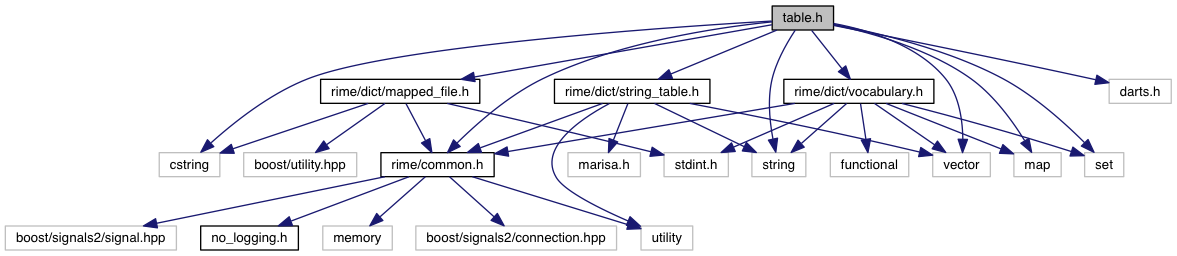 table.h
rime/dict/mapped_file.h
rime/dict/string_table.h
rime/dict/vocabulary.h
darts.h
cstring
boost/utility.hpp
rime/common.h
marisa.h
stdint.h
string
functional
vector
map
set
boost/signals2/signal.hpp
no_logging.h
memory
boost/signals2/connection.hpp
utility